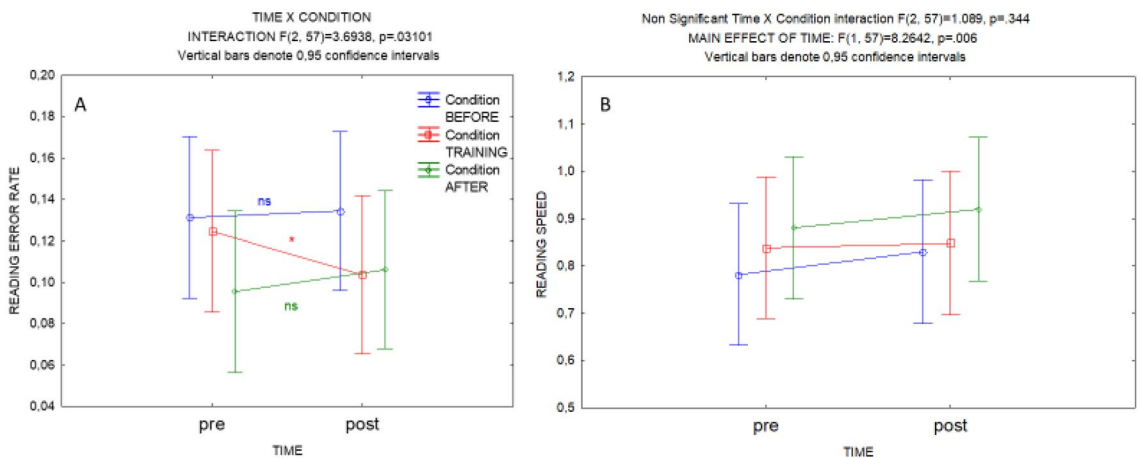 TIME X CONDITION
INTERACTION F(2, 57)=3.6938, p=.03101
Vertical bars denote 0,95 confidence intervals
0,20
0,18
0,16
0,14
0,12
0,10
0,08
0,06
0,04
READING ERROR RATE
A
Condition
BEFORE
Condition
TRAINING
Condition
AFTER
ns
*
ns
pre
post
TIME
Non Significant Time X Condition interaction F(2, 57)=1.089, p=.344
MAIN EFFECT OF TIME: F(1, 57)=8.2642, p=.006
Vertical bars denote 0,95 confidence intervals
1,2
1,1
1,0
0,9
0,8
0,7
0,6
0,5
READING SPEED
B
pre
post
TIME